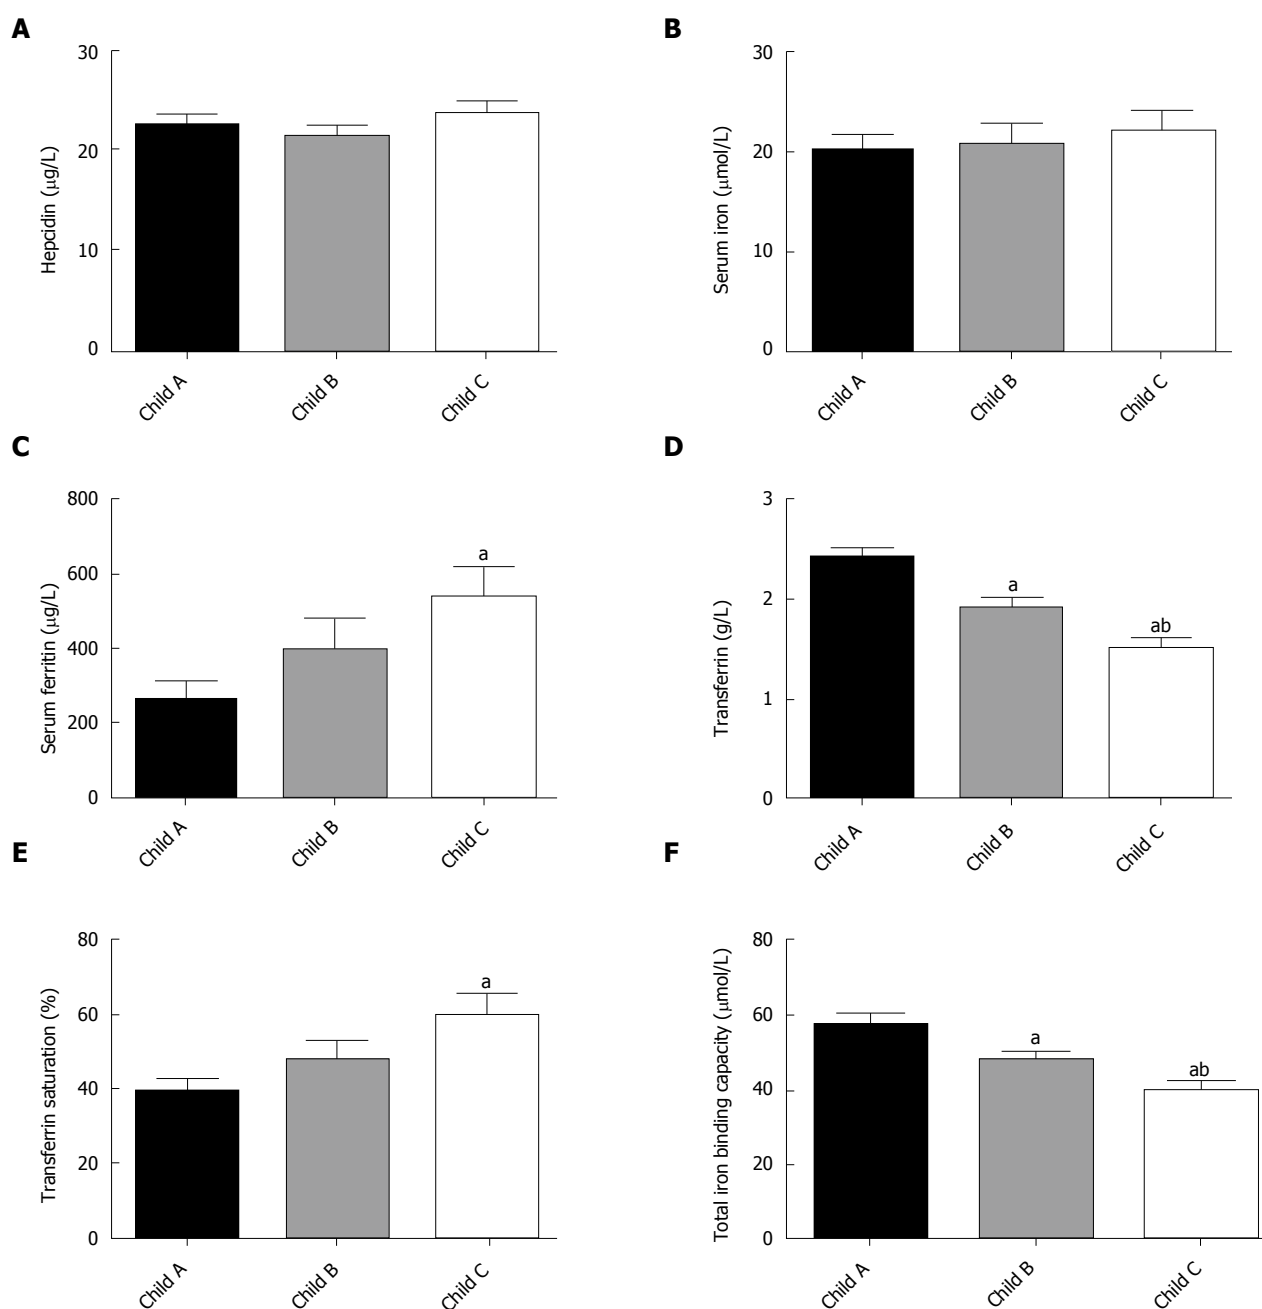 A
30
20
10
0
Hepcidin (μg/L)
Child A
Child B
Child C
B
30
20
10
0
Serum iron (μmol/L)
Child A
Child B
Child C
C
800
600
400
200
0
Serum ferritin (μg/L)
a
Child A
Child B
Child C
D
3
2
1
0
Transferrin (g/L)
a
ab
Child A
Child B
Child C
E
80
60
40
20
0
Transferrin saturation (%)
a
Child A
Child B
Child C
F
80
60
40
20
0
Total iron binding capacity (μmol/L)
a
ab
Child A
Child B
Child C